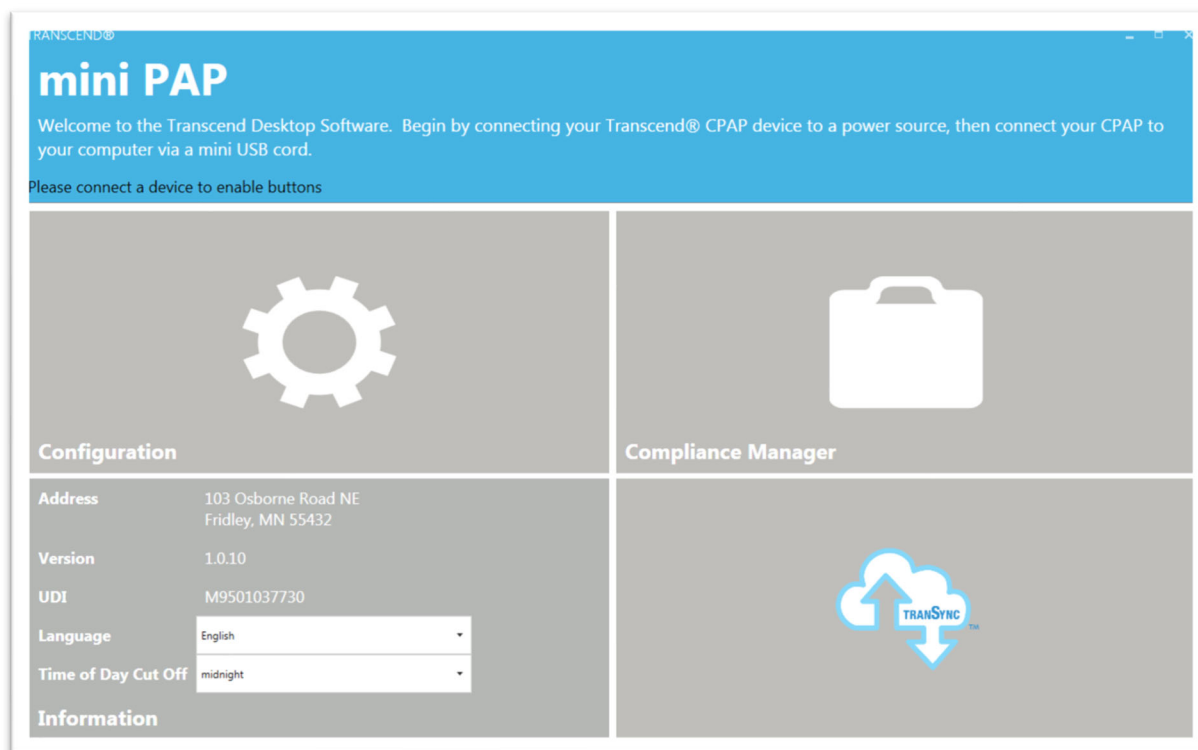 TRANSCEND®
mini PAP
Welcome to the Transcend Desktop Software. Begin by connecting your Transcend® CPAP device to a power source, then connect your CPAP to
your computer via a mini USB cord.
Please connect a device to enable buttons
Configuration
Compliance Manager
Address 103 Osborne Road NE
Fridley, MN 55432
Version 1.0.10
UDI M9501037730
Language English
Time of Day Cut Off midnight
Information
TRANSYNC™